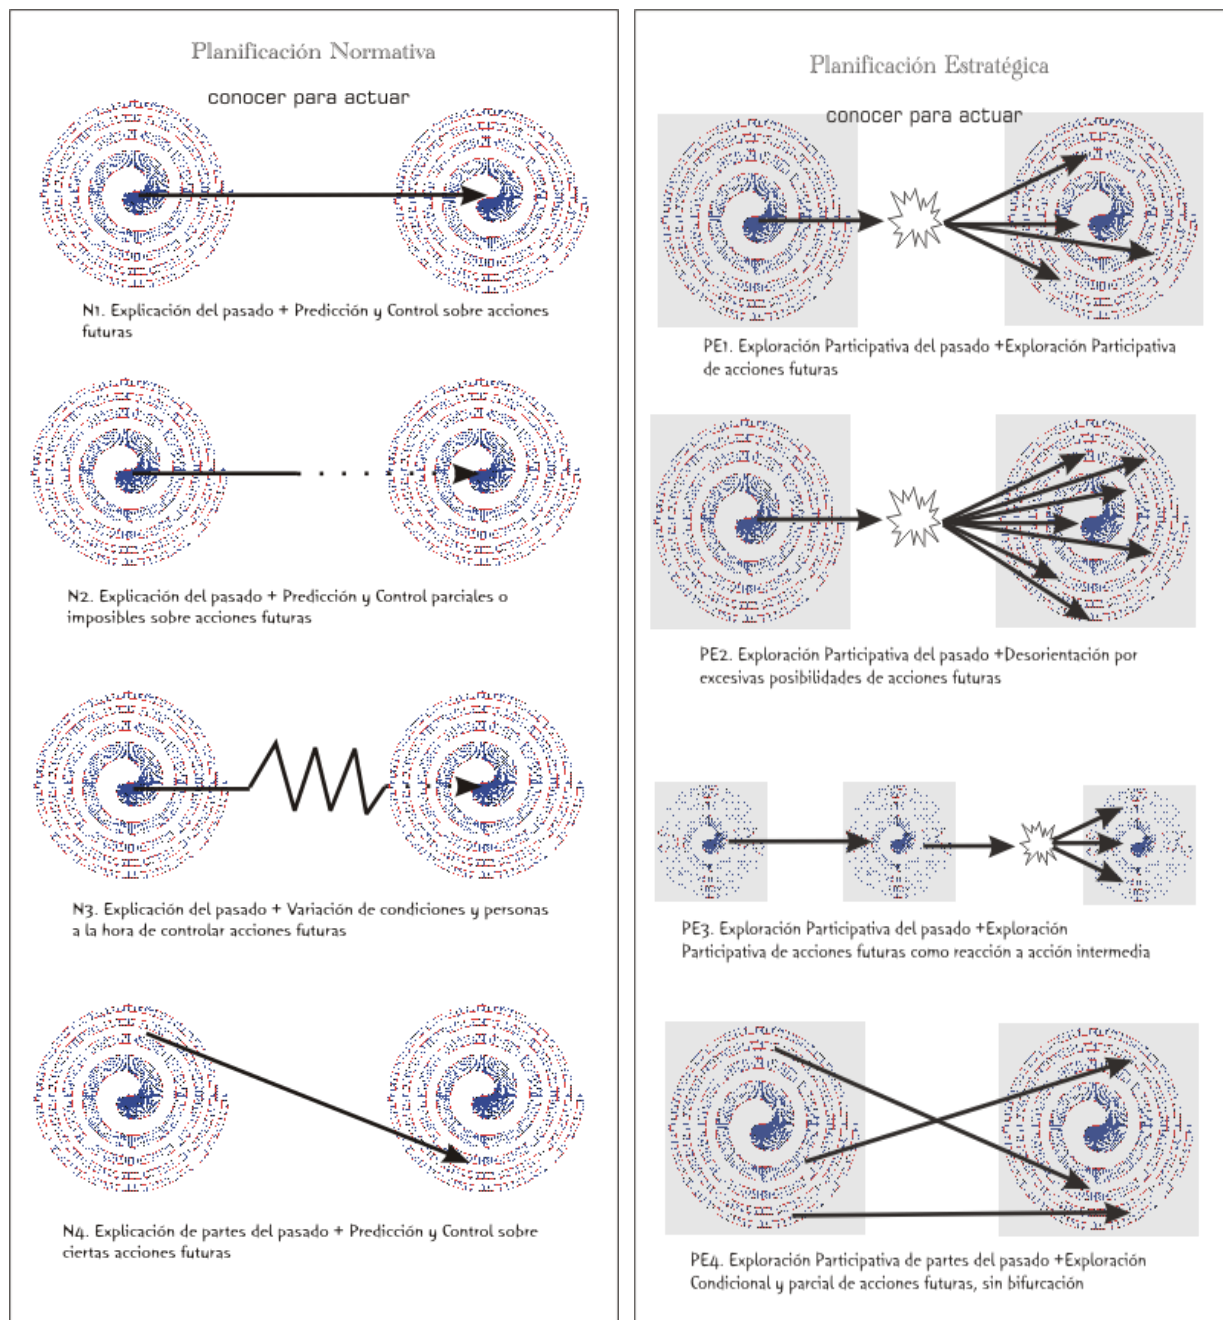 Planificación Normativa
conocer para actuar
N1. Explicación del pasado + Predicción y Control sobre acciones
futuras
N2. Explicación del pasado + Predicción y Control parciales o
imposibles sobre acciones futuras
N3. Explicación del pasado + Variación de condiciones y personas
a la hora de controlar acciones futuras
N4. Explicación de partes del pasado + Predicción y Control sobre
ciertas acciones futuras
Planificación Estratégica
conocer para actuar
PE1. Exploración Participativa del pasado +Exploración Participativa
de acciones futuras
PE2. Exploración Participativa del pasado +Desorientación por
excesivas posibilidades de acciones futuras
PE3. Exploración Participativa del pasado +Exploración
Participativa de acciones futuras como reacción a acción intermedia
PE4. Exploración Participativa de partes del pasado +Exploración
Condicional y parcial de acciones futuras, sin bifurcación